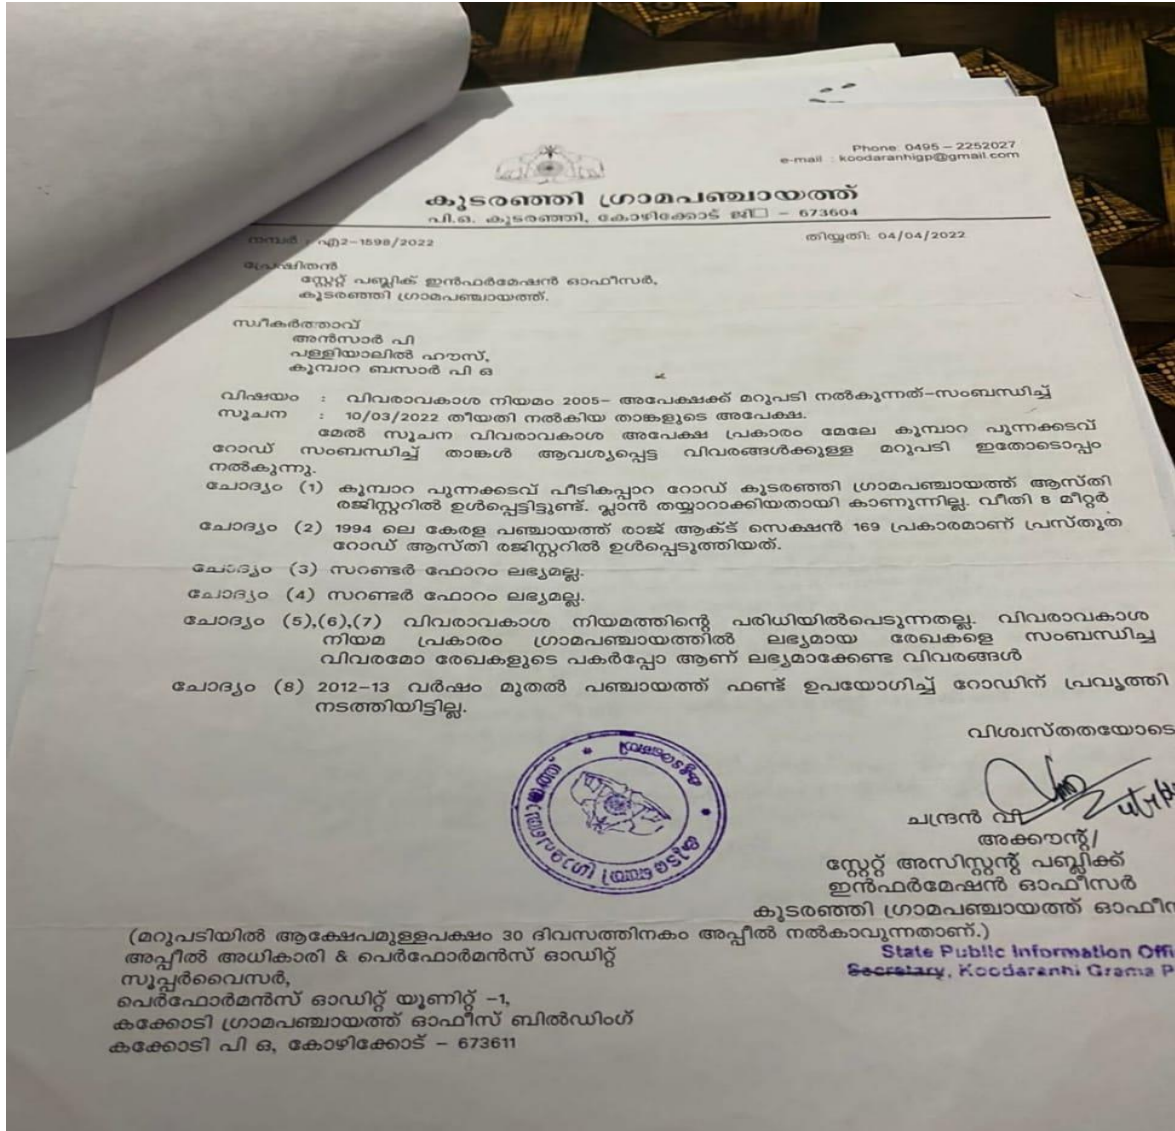 Phone: 0495 - 2252027
e-mail : koodaranhigp@gmail.com
കൂടരഞ്ഞി ഗ്രാമപഞ്ചായത്ത്
പി.ഒ. കൂടരഞ്ഞി, കോഴിക്കോട് ജി - 673604
നമ്പർ : എ2-1598/2022
തിയ്യതി: 04/04/2022
പ്രേഷിതൻ
സ്റ്റേറ്റ് പബ്ലിക് ഇൻഫർമേഷൻ ഓഫീസർ,
കൂടരഞ്ഞി ഗ്രാമപഞ്ചായത്ത്.
സ്വീകർത്താവ്
അൻസാർ പി
പള്ളിയാലിൽ ഹൗസ്,
കൂമ്പാറ ബസാർ പി ഒ
വിഷയം : വിവരാവകാശ നിയമം 2005- അപേക്ഷക്ക് മറുപടി നൽകുന്നത്-സംബന്ധിച്ച്
സൂചന : 10/03/2022 തീയതി നൽകിയ താങ്കളുടെ അപേക്ഷ.
മേൽ സൂചന വിവരാവകാശ അപേക്ഷ പ്രകാരം മേലേ കൂമ്പാറ പുന്നക്കടവ്
റോഡ് സംബന്ധിച്ച് താങ്കൾ ആവശ്യപ്പെട്ട വിവരങ്ങൾക്കുള്ള മറുപടി ഇതോടൊപ്പം
നൽകുന്നു.
ചോദ്യം (1) കൂമ്പാറ പുന്നക്കടവ് പീടികപ്പാറ റോഡ് കൂടരഞ്ഞി ഗ്രാമപഞ്ചായത്ത് ആസ്തി
രജിസ്റ്ററിൽ ഉൾപ്പെട്ടിട്ടുണ്ട്. പ്ലാൻ തയ്യാറാക്കിയതായി കാണുന്നില്ല. വീതി 8 മീറ്റർ
ചോദ്യം (2) 1994 ലെ കേരള പഞ്ചായത്ത് രാജ് ആക്ട് സെക്ഷൻ 169 പ്രകാരമാണ് പ്രസ്തുത
റോഡ് ആസ്തി രജിസ്റ്ററിൽ ഉൾപ്പെടുത്തിയത്.
ചോദ്യം (3) സറണ്ടർ ഫോറം ലഭ്യമല്ല.
ചോദ്യം (4) സറണ്ടർ ഫോറം ലഭ്യമല്ല.
ചോദ്യം (5),(6),(7) വിവരാവകാശ നിയമത്തിന്റെ പരിധിയിൽപെടുന്നതല്ല. വിവരാവകാശ
നിയമ പ്രകാരം ഗ്രാമപഞ്ചായത്തിൽ ലഭ്യമായ രേഖകളെ സംബന്ധിച്ച
വിവരമോ രേഖകളുടെ പകർപ്പോ ആണ് ലഭ്യമാക്കേണ്ട വിവരങ്ങൾ
ചോദ്യം (8) 2012-13 വർഷം മുതൽ പഞ്ചായത്ത് ഫണ്ട് ഉപയോഗിച്ച് റോഡിന് പ്രവൃത്തി
നടത്തിയിട്ടില്ല.
വിശ്വസ്തതയോടെ
ചന്ദ്രൻ വി
അക്കൗന്റ്/
സ്റ്റേറ്റ് അസിസ്റ്റന്റ് പബ്ലിക്ക്
ഇൻഫർമേഷൻ ഓഫീസർ
കൂടരഞ്ഞി ഗ്രാമപഞ്ചായത്ത് ഓഫീസ
(മറുപടിയിൽ ആക്ഷേപമുള്ളപക്ഷം 30 ദിവസത്തിനകം അപ്പീൽ നൽകാവുന്നതാണ്.)
State Public Information Offi
Secretary, Koodaranhi Grama P
അപ്പീൽ അധികാരി & പെർഫോർമൻസ് ഓഡിറ്റ്
സൂപ്പർവൈസർ,
പെർഫോർമൻസ് ഓഡിറ്റ് യൂണിറ്റ് -1,
കക്കോടി ഗ്രാമപഞ്ചായത്ത് ഓഫീസ് ബിൽഡിംഗ്
കക്കോടി പി ഒ, കോഴിക്കോട് - 673611